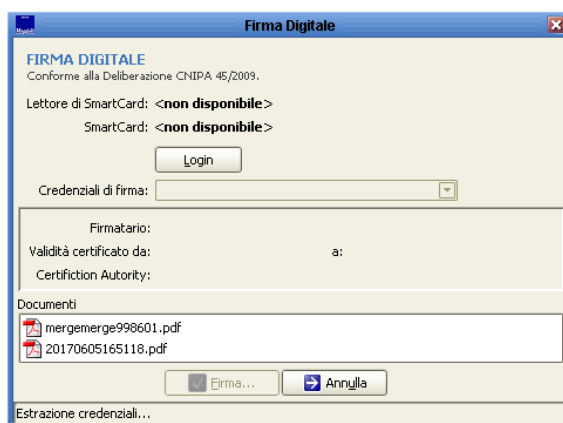 Firma Digitale
FIRMA DIGITALE
Conforme alla Deliberazione CNIPA 45/2009.
Lettore di SmartCard: <non disponibile>
SmartCard: <non disponibile>
Login
Credenziali di firma:
Firmatario:
Validità certificato da: a:
Certifiction Autority:
Documenti
mergemerge998601.pdf
20170605165118.pdf
Firma... Annulla
Estrazione credenziali...